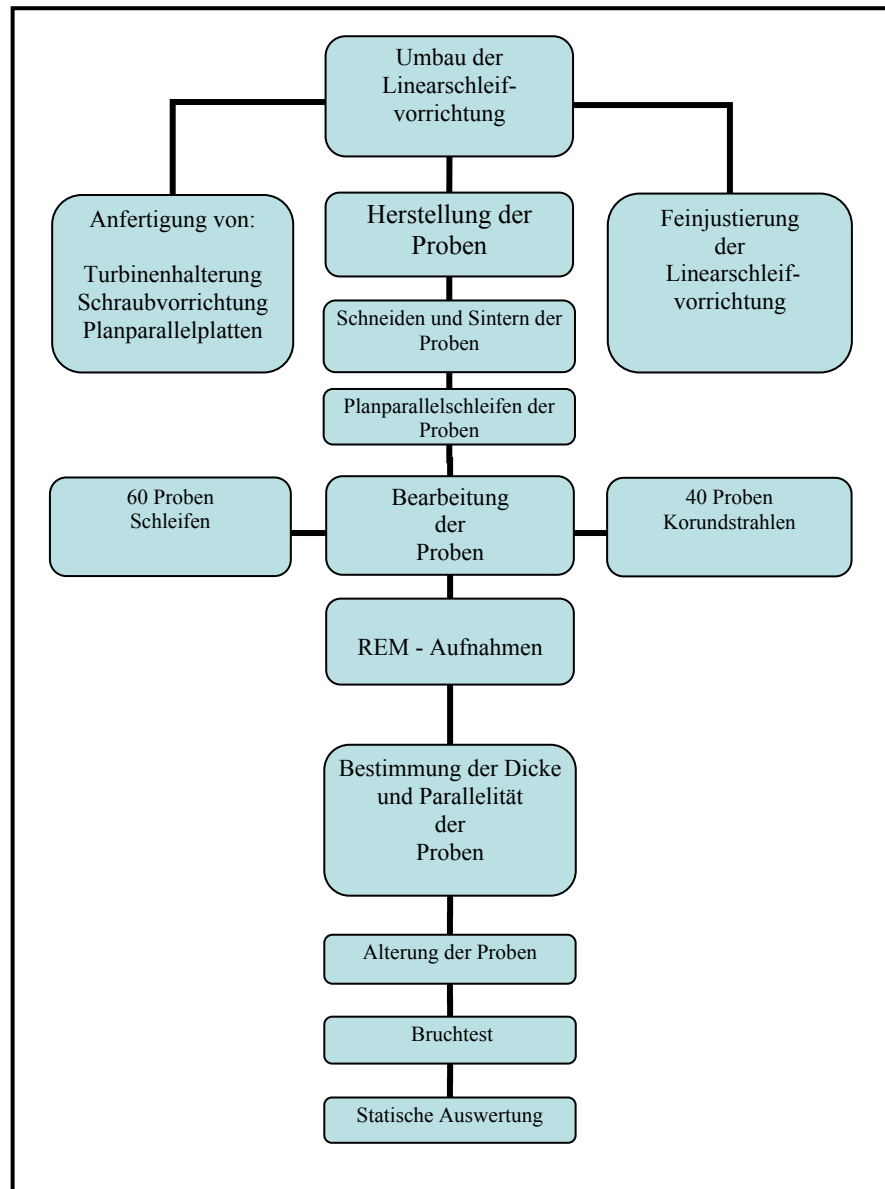 Umbau der
Linearschleif-
vorrichtung
Anfertigung von:
Turbinenhalterung
Schraubvorrichtung
Planparallelplatten
Herstellung der
Proben
Feinjustierung
der
Linearschleif-
vorrichtung
Schneiden und Sintern der
Proben
Planparallelschleifen der
Proben
60 Proben
Schleifen
Bearbeitung
der
Proben
40 Proben
Korundstrahlen
REM - Aufnahmen
Bestimmung der Dicke
und Parallelität
der
Proben
Alterung der Proben
Bruchtest
Statische Auswertung